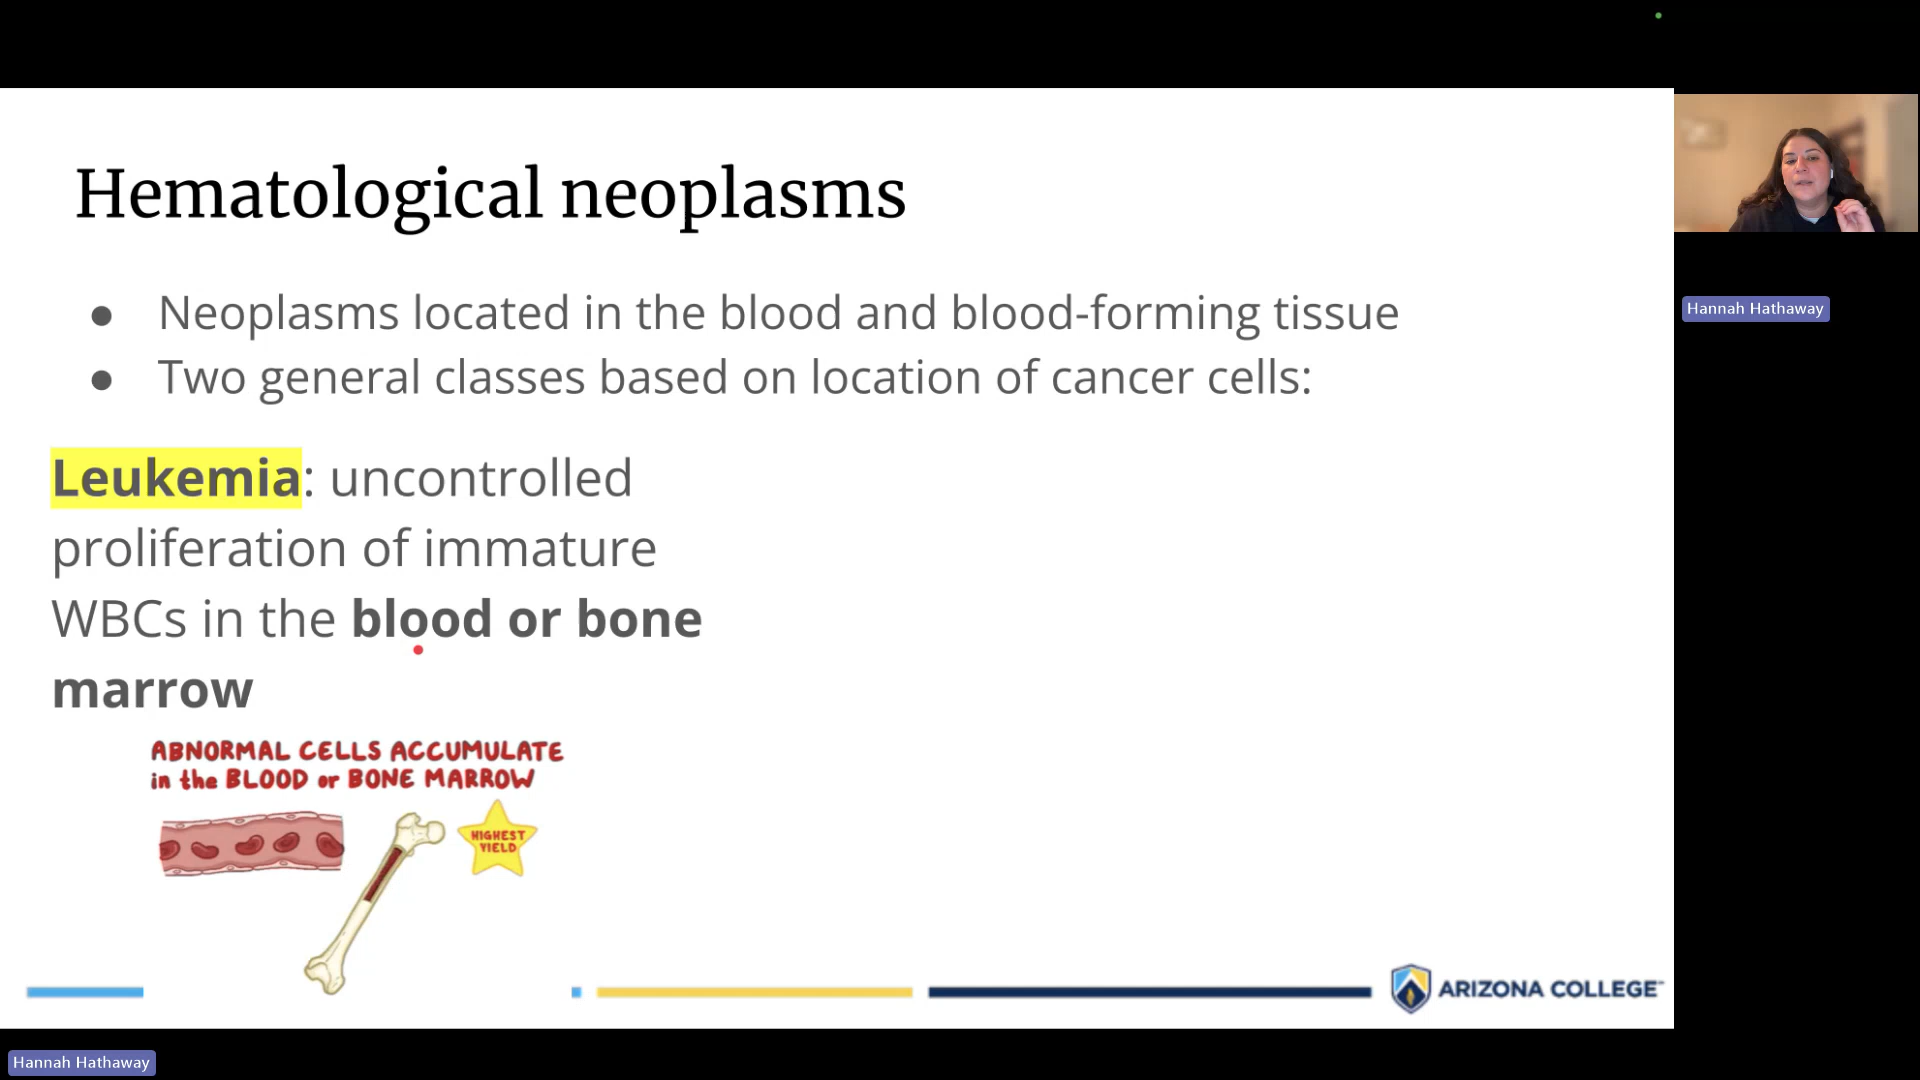 Hematological neoplasms
● Neoplasms located in the blood and blood-forming tissue
● Two general classes based on location of cancer cells:
Leukemia: uncontrolled
proliferation of immature
WBCs in the blood or bone
marrow
ABNORMAL CELLS ACCUMULATE
in the BLOOD or BONE MARROW
HIGHEST
YIELD
ARIZONA COLLEGE
Hannah Hathaway
Hannah Hathaway